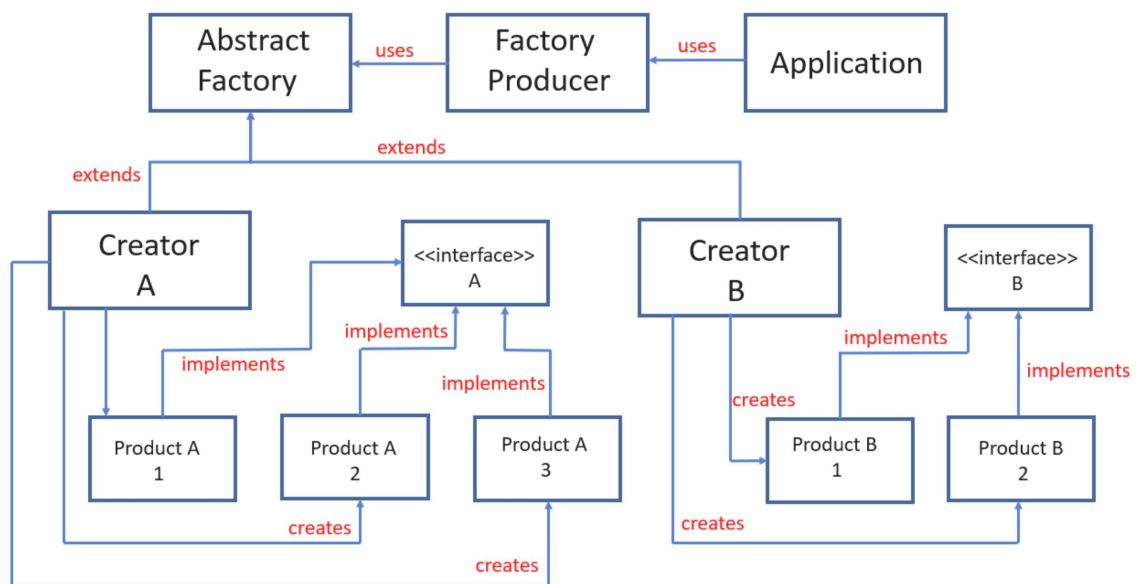 Abstract
Factory
uses
Factory
Producer
uses
Application
extends
extends
Creator
A
<<interface>>
A
Creator
B
<<interface>>
B
implements
implements
implements
implements
implements
creates
Product A
1
Product A
2
Product A
3
Product B
1
Product B
2
creates
creates
creates